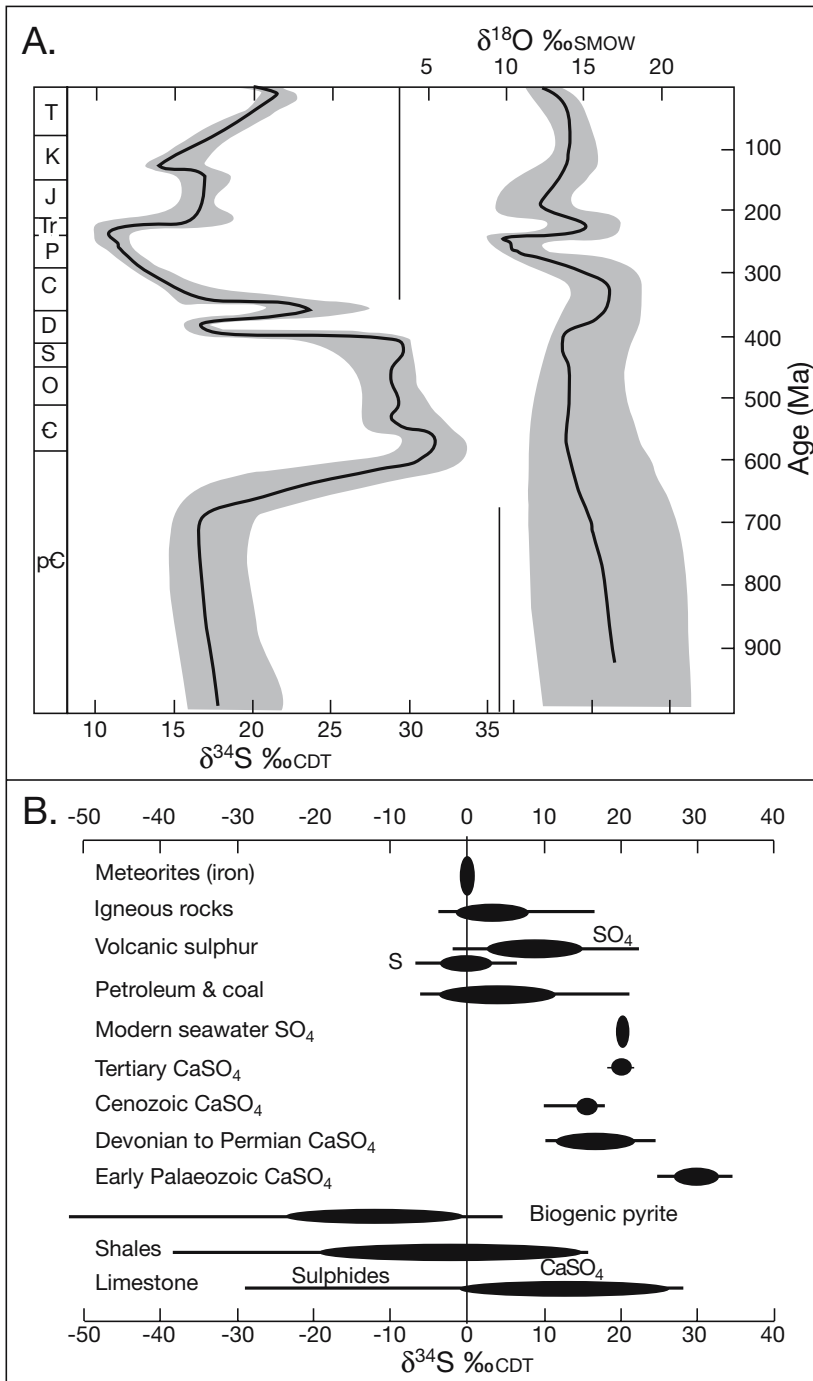 A.
δ¹⁸O ‰SMOW
5 10 15 20
T
K
J
Tr
P
C
D
S
O
Ꞓ
pꞒ
100
200
300
400
500
600
700
800
900
Age (Ma)
10 15 20 25 30 35
δ³⁴S ‰CDT
B.
-50 -40 -30 -20 -10 0 10 20 30 40
Meteorites (iron)
Igneous rocks
Volcanic sulphur
SO₄
S
Petroleum & coal
Modern seawater SO₄
Tertiary CaSO₄
Cenozoic CaSO₄
Devonian to Permian CaSO₄
Early Palaeozoic CaSO₄
Biogenic pyrite
Shales
Limestone Sulphides CaSO₄
-50 -40 -30 -20 -10 0 10 20 30 40
δ³⁴S ‰CDT